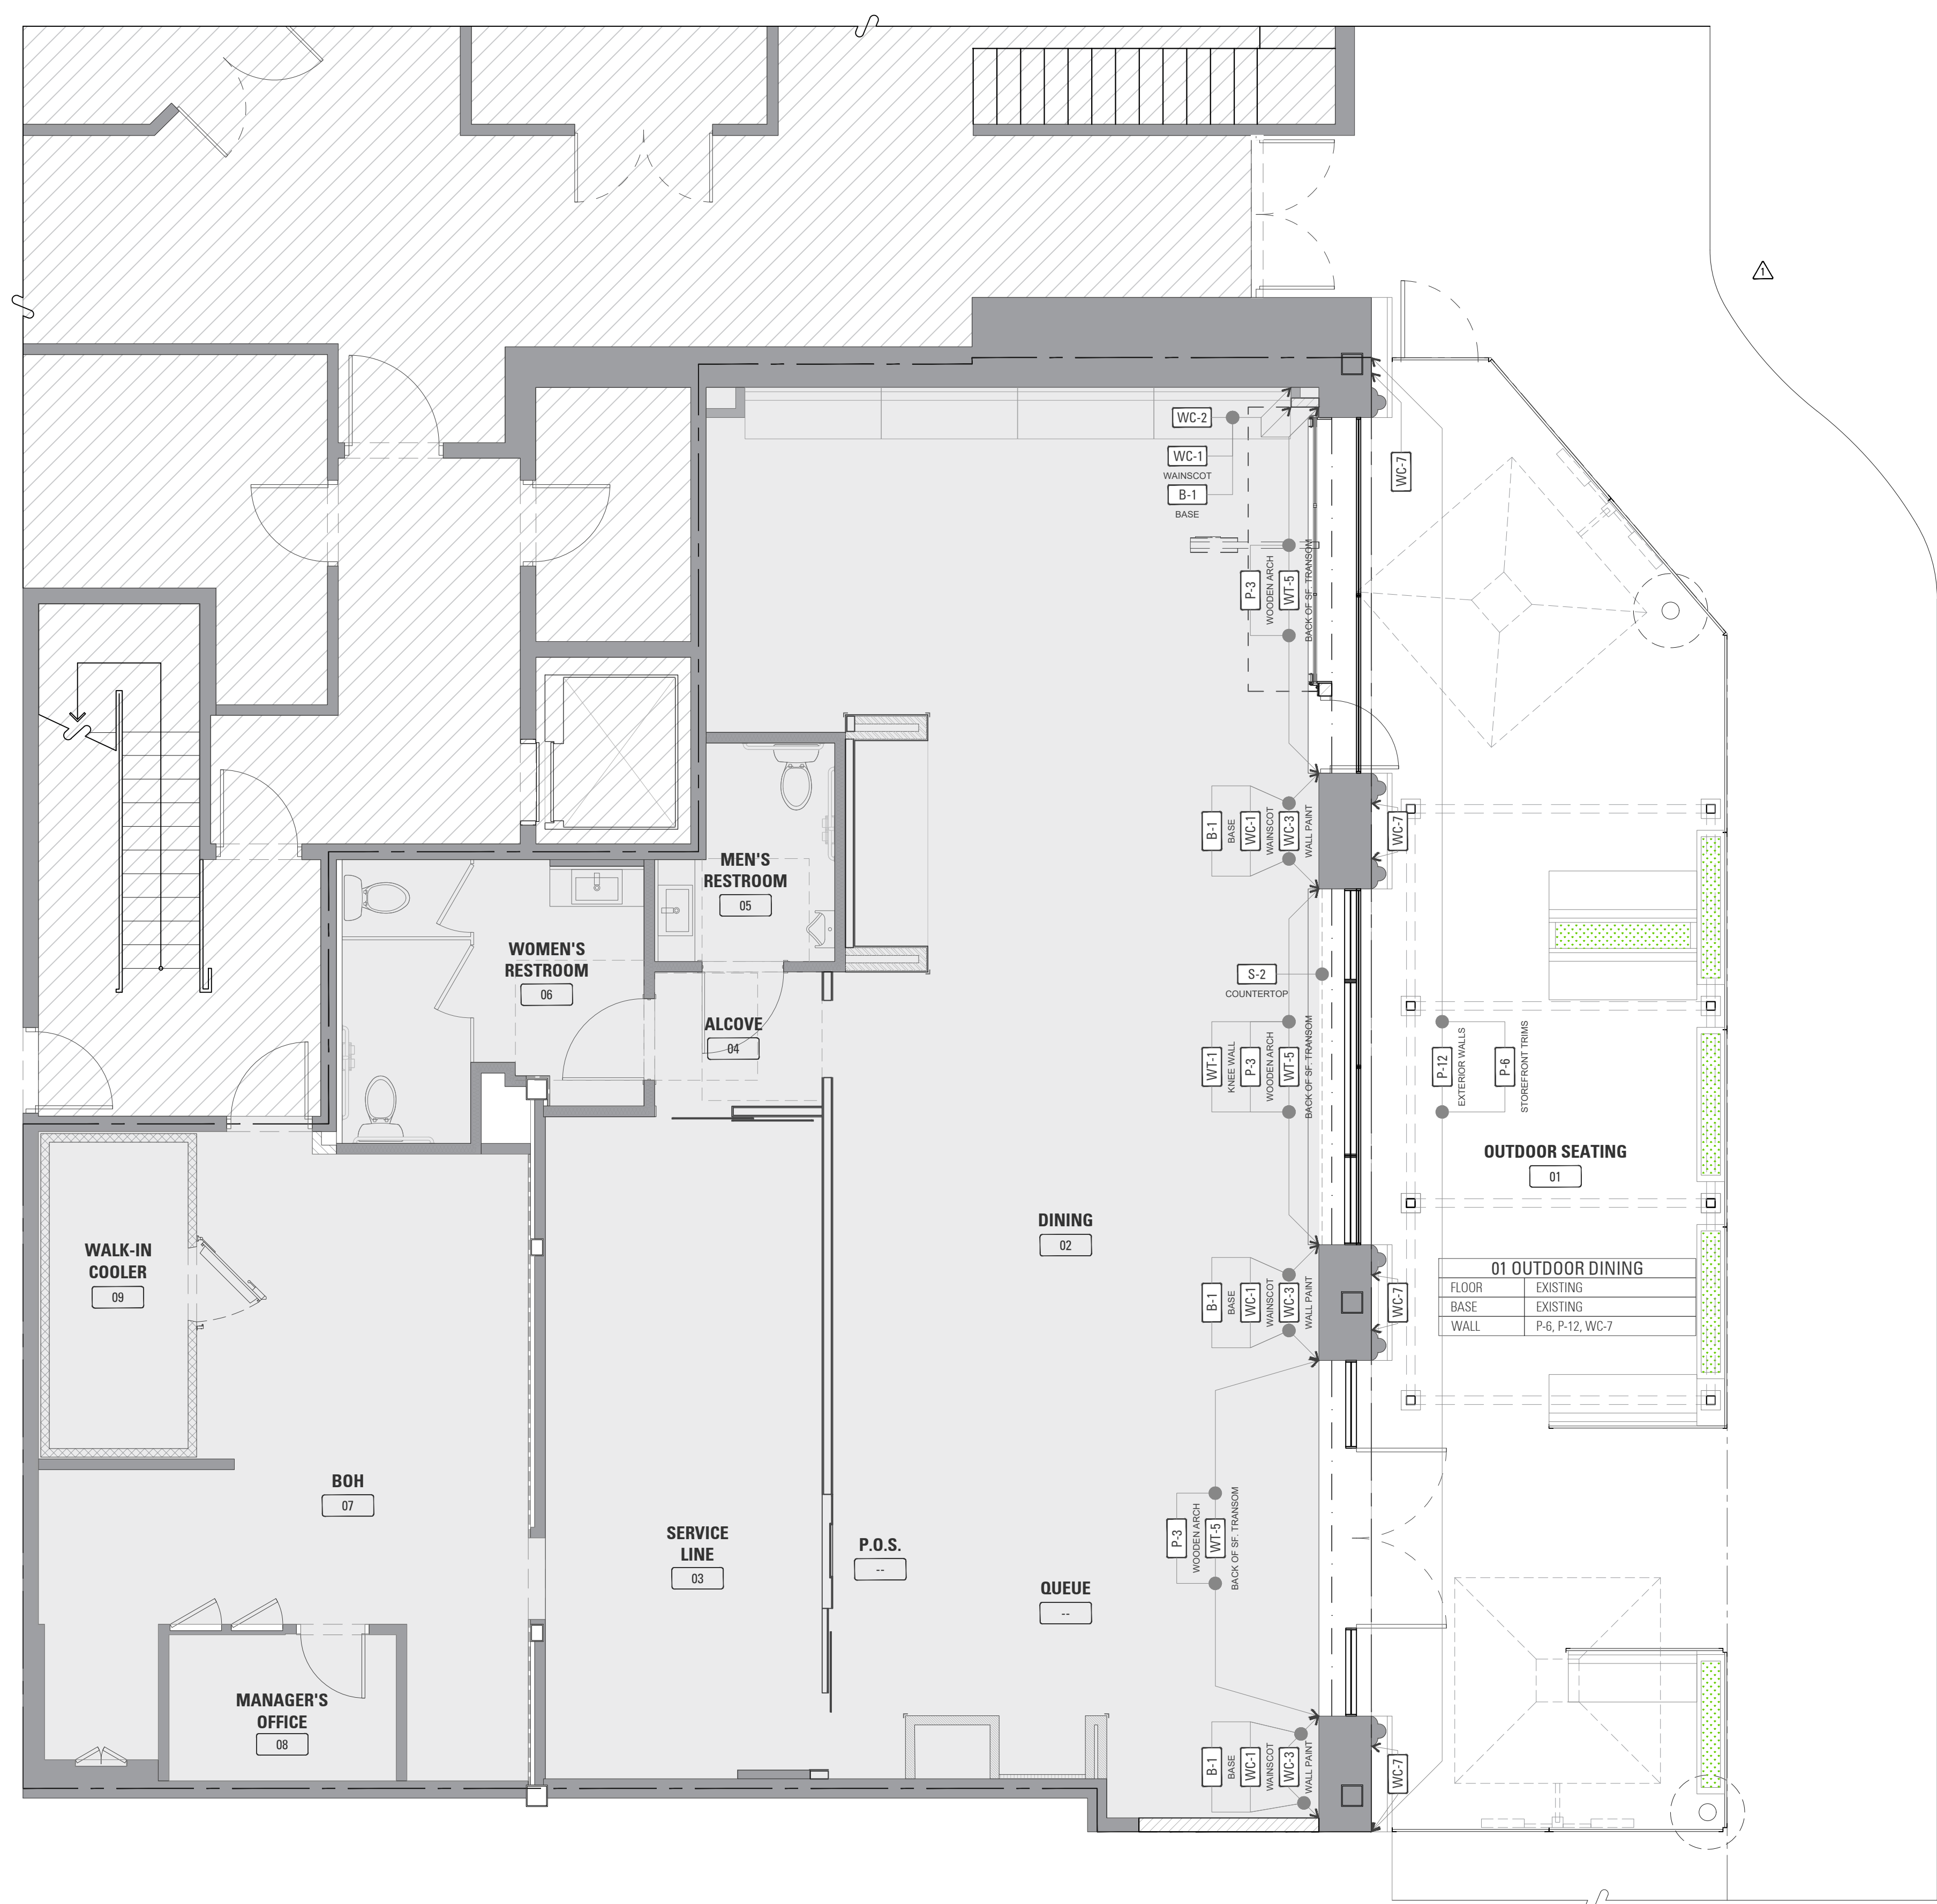 1
WC-2
WC-1
WAINSCOT
B-1
BASE
WC-7
P-3
WOODEN ARCH
WT-5
BACK OF SF. TRANSOM
B-1
BASE
WC-1
WAINSCOT
WC-3
WALL PAINT
WC-7
MEN'S
RESTROOM
05
WOMEN'S
RESTROOM
06
S-2
COUNTERTOP
ALCOVE
04
WT-1
KNEE WALL
P-3
WOODEN ARCH
WT-5
BACK OF SF. TRANSOM
P-12
EXTERIOR WALLS
P-6
STOREFRONT TRIMS
OUTDOOR SEATING
01
DINING
02
WALK-IN
COOLER
09
B-1
BASE
WC-1
WAINSCOT
WC-3
WALL PAINT
WC-7
01 OUTDOOR DINING
FLOOR EXISTING
BASE EXISTING
WALL P-6, P-12, WC-7
BOH
07
SERVICE
LINE
03
P.O.S.
--
QUEUE
--
P-3
WOODEN ARCH
WT-5
BACK OF SF. TRANSOM
MANAGER'S
OFFICE
08
B-1
BASE
WC-1
WAINSCOT
WC-3
WALL PAINT
WC-7